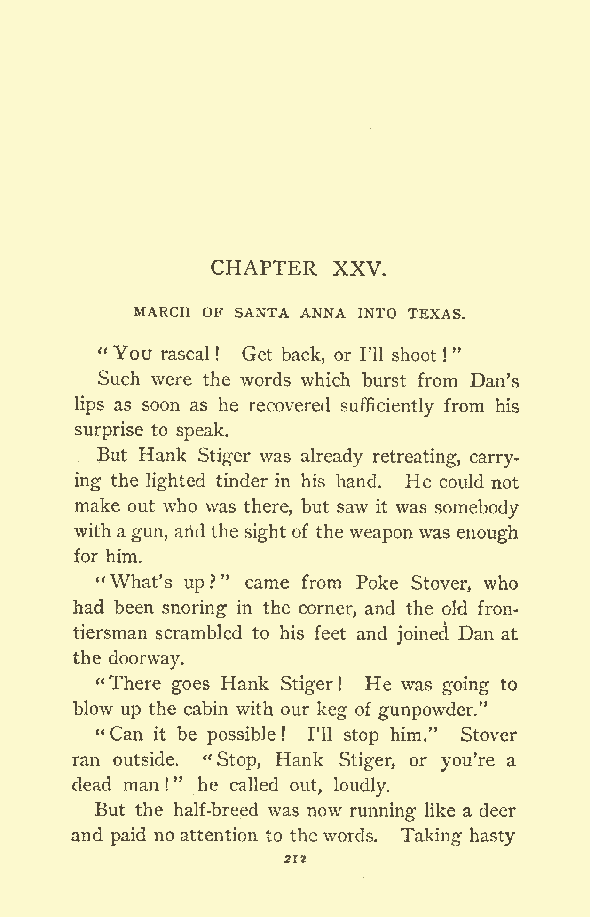 CHAPTER XXV.
MARCH OF SANTA ANNA INTO TEXAS.
"You rascal! Get back, or I'll shoot!"
Such were the words which burst from Dan's
lips as soon as he recovered sufficiently from his
surprise to speak.
But Hank Stiger was already retreating, carry-
ing the lighted tinder in his hand. He could not
make out who was there, but saw it was somebody
with a gun, and the sight of the weapon was enough
for him.
"What's up?" came from Poke Stover, who
had been snoring in the corner, and the old fron-
tiersman scrambled to his feet and joined Dan at
the doorway.
"There goes Hank Stiger! He was going to
blow up the cabin with our keg of gunpowder."
"Can it be possible! I'll stop him." Stover
ran outside. "Stop, Hank Stiger, or you're a
dead man!" he called out, loudly.
But the half-breed was now running like a deer
and paid no attention to the words. Taking hasty
212